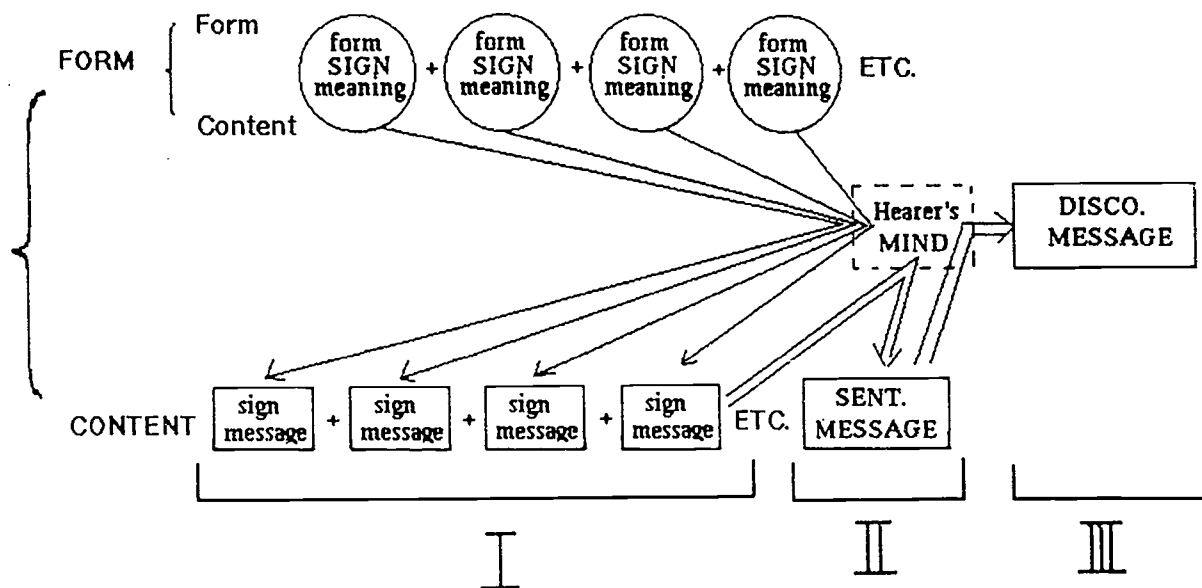 Form
FORM
Content
form
SIGN
meaning
+
form
SIGN
meaning
+
form
SIGN
meaning
+
form
SIGN
meaning
ETC.
Hearer's
MIND
DISCO.
MESSAGE
CONTENT
sign
message
+
sign
message
+
sign
message
+
sign
message
ETC.
SENT.
MESSAGE
I
II
III